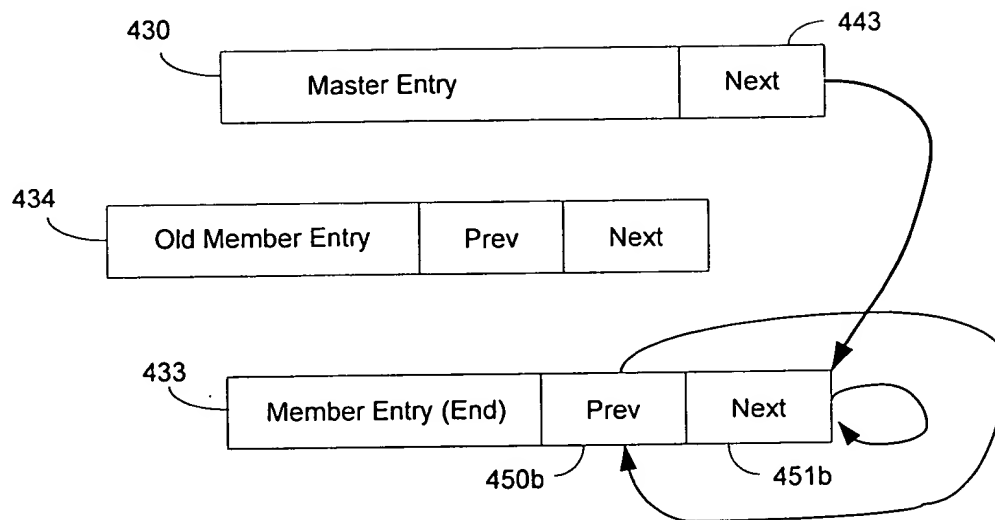 430
443
Master Entry
Next
434
Old Member Entry
Prev
Next
433
Member Entry (End)
Prev
Next
450b
451b